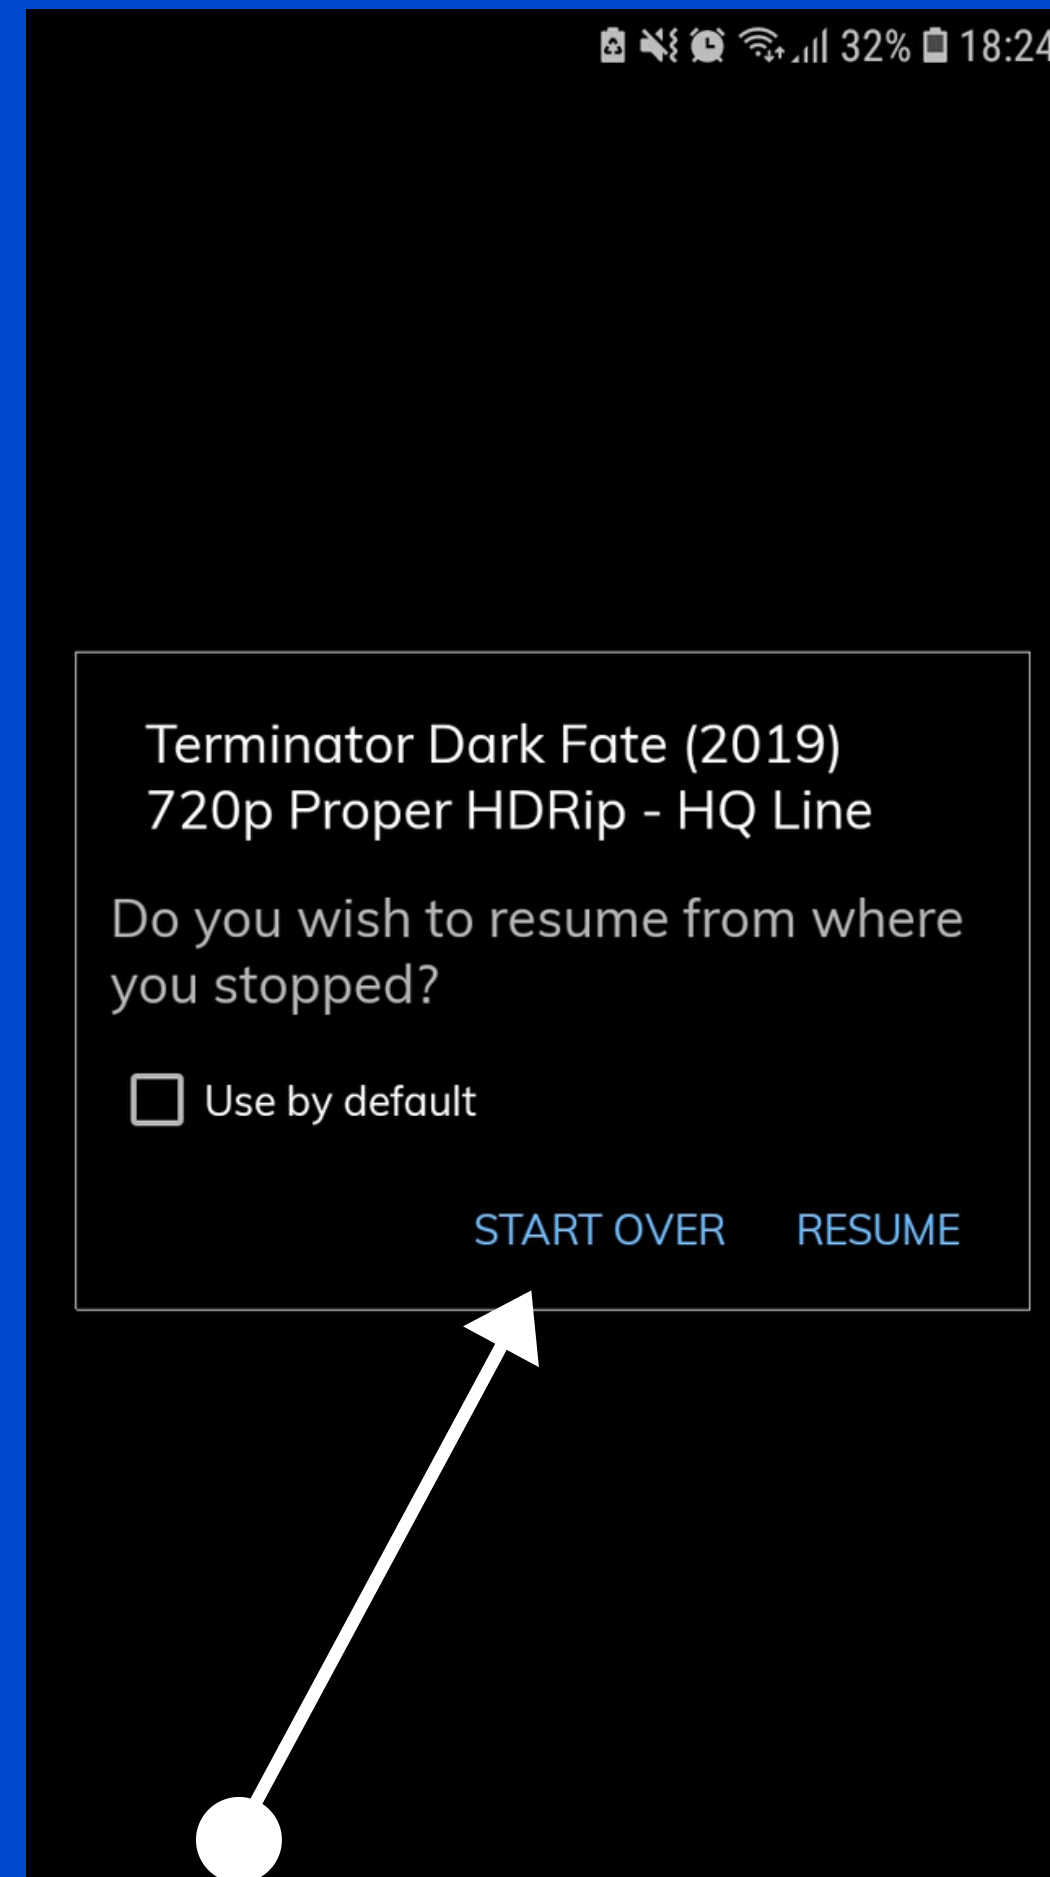 32% 18:24
Terminator Dark Fate (2019)
720p Proper HDRip - HQ Line
Do you wish to resume from where
you stopped?
Use by default
START OVER RESUME